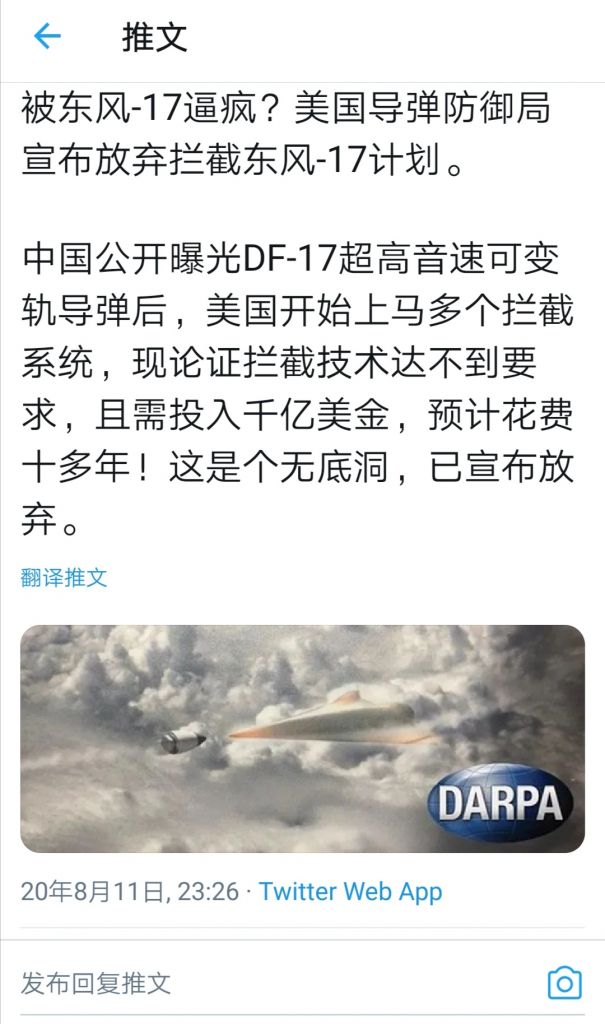 推文
被东风-17逼疯？美国导弹防御局
宣布放弃拦截东风-17计划。
中国公开曝光DF-17超高音速可变
轨导弹后，美国开始上马多个拦截
系统，现论证拦截技术达不到要
求，且需投入千亿美金，预计花费
十多年！这是个无底洞，已宣布放
弃。
翻译推文
DARPA
20年8月11日, 23:26 · Twitter Web App
发布回复推文